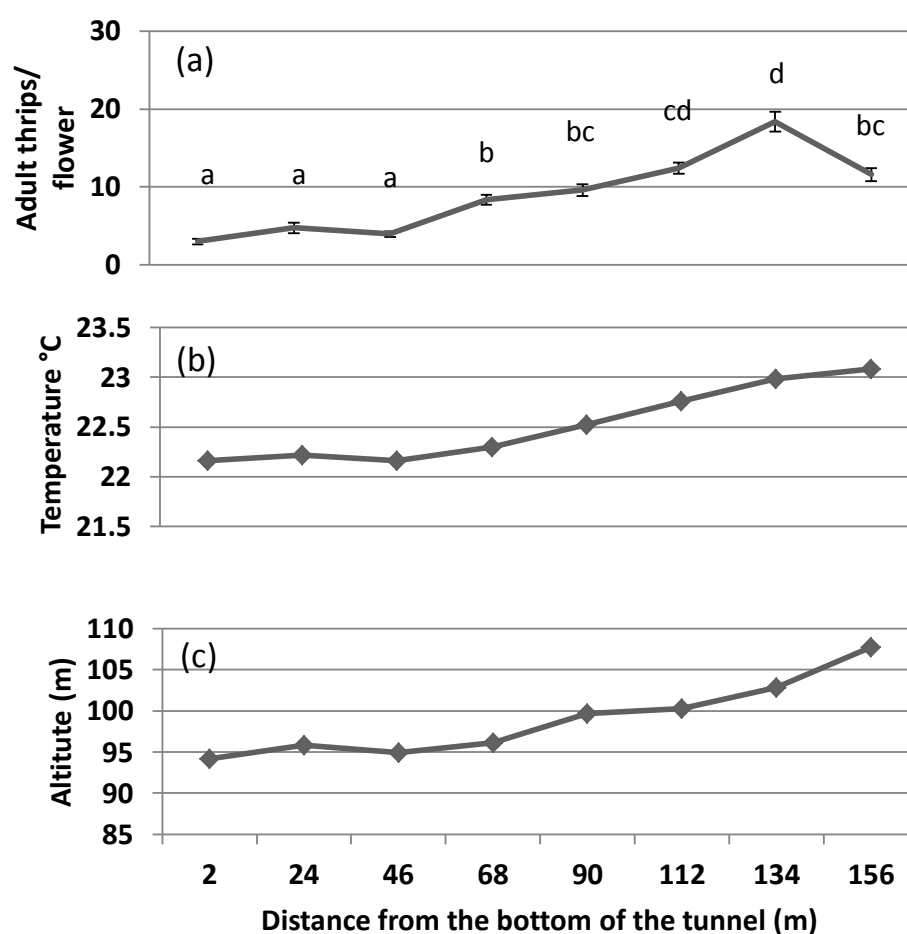 30
(a)
d
20
cd
bc
bc
b
a
a
a
10
0
Adult thrips/
flower
23.5
(b)
23
22.5
22
21.5
Temperature °C
110
(c)
105
100
95
90
85
Altitute (m)
2 24 46 68 90 112 134 156
Distance from the bottom of the tunnel (m)